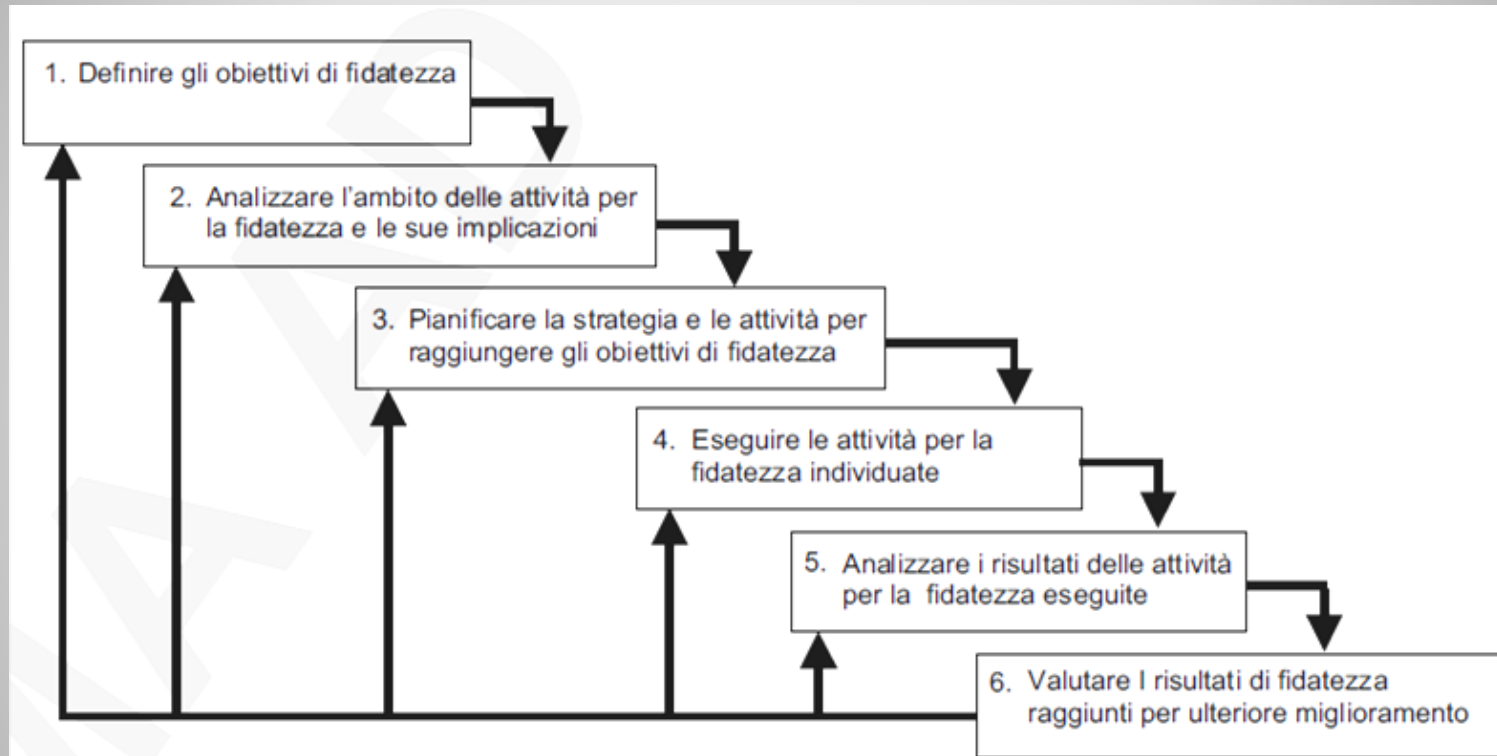 1. Definire gli obiettivi di fidatezza
2. Analizzare l'ambito delle attività per
la fidatezza e le sue implicazioni
3. Pianificare la strategia e le attività per
raggiungere gli obiettivi di fidatezza
4. Eseguire le attività per la
fidatezza individuate
5. Analizzare i risultati delle attività
per la fidatezza eseguite
6. Valutare I risultati di fidatezza
raggiunti per ulteriore miglioramento